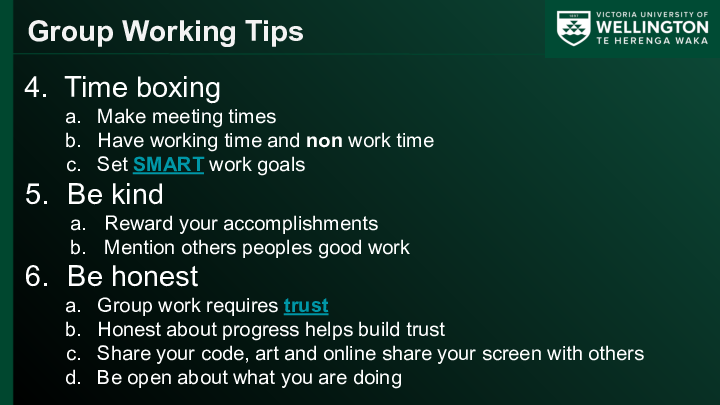 Group Working Tips
VICTORIA UNIVERSITY OF
WELLINGTON
TE HERENGA WAKA
4. Time boxing
a. Make meeting times
b. Have working time and non work time
c. Set SMART work goals
5. Be kind
a. Reward your accomplishments
b. Mention others peoples good work
6. Be honest
a. Group work requires trust
b. Honest about progress helps build trust
c. Share your code, art and online share your screen with others
d. Be open about what you are doing